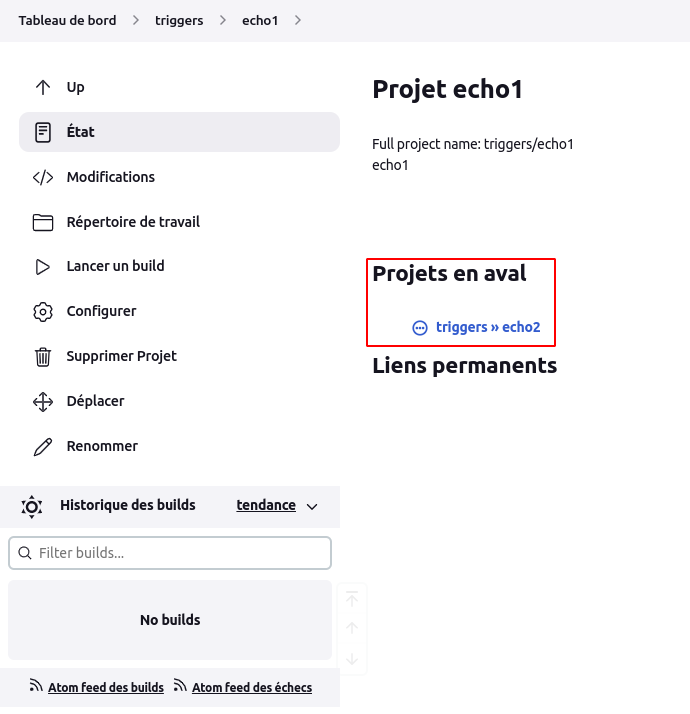 Tableau de bord > triggers > echo1 >
Up
État
Modifications
Répertoire de travail
Lancer un build
Configurer
Supprimer Projet
Déplacer
Renommer
Historique des builds tendance
Filter builds...
No builds
Atom feed des builds Atom feed des échecs
Projet echo1
Full project name: triggers/echo1
echo1
Projets en aval
triggers » echo2
Liens permanents